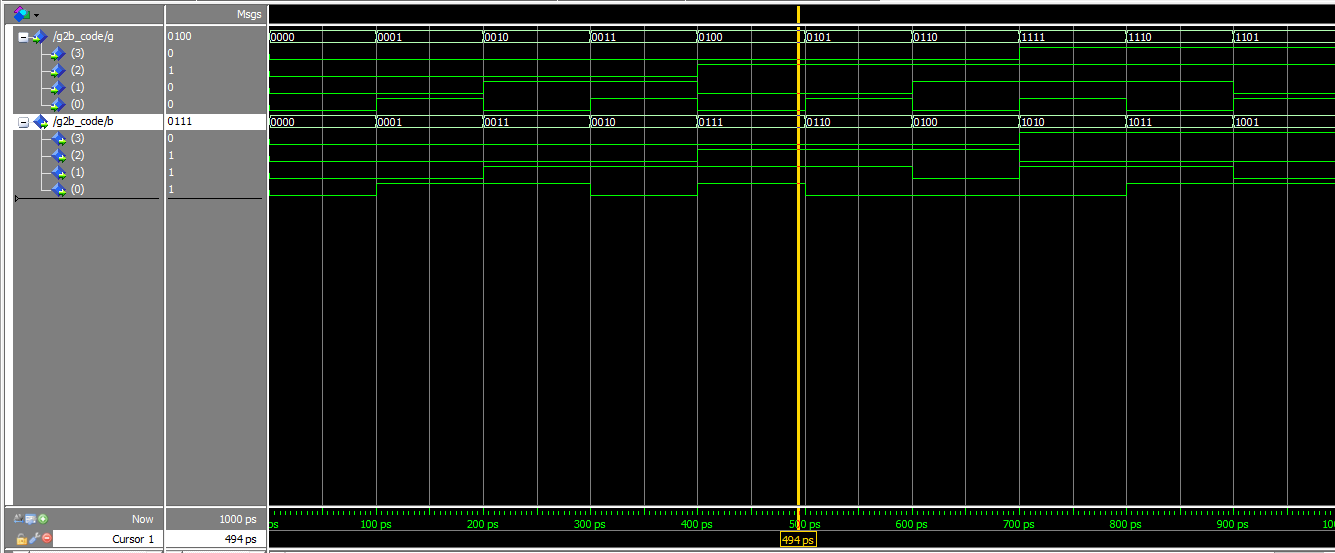 Msgs
/g2b_code/g 0100 0000 0001 0010 0011 0100 0101 0110 1111 1110 1101
(3) 0
(2) 1
(1) 0
(0) 0
/g2b_code/b 0111 0000 0001 0011 0010 0111 0110 0100 1010 1011 1001
(3) 0
(2) 1
(1) 1
(0) 1
Now 1000 ps ps 100 ps 200 ps 300 ps 400 ps 500 ps 600 ps 700 ps 800 ps 900 ps 100
Cursor 1 494 ps 494 ps